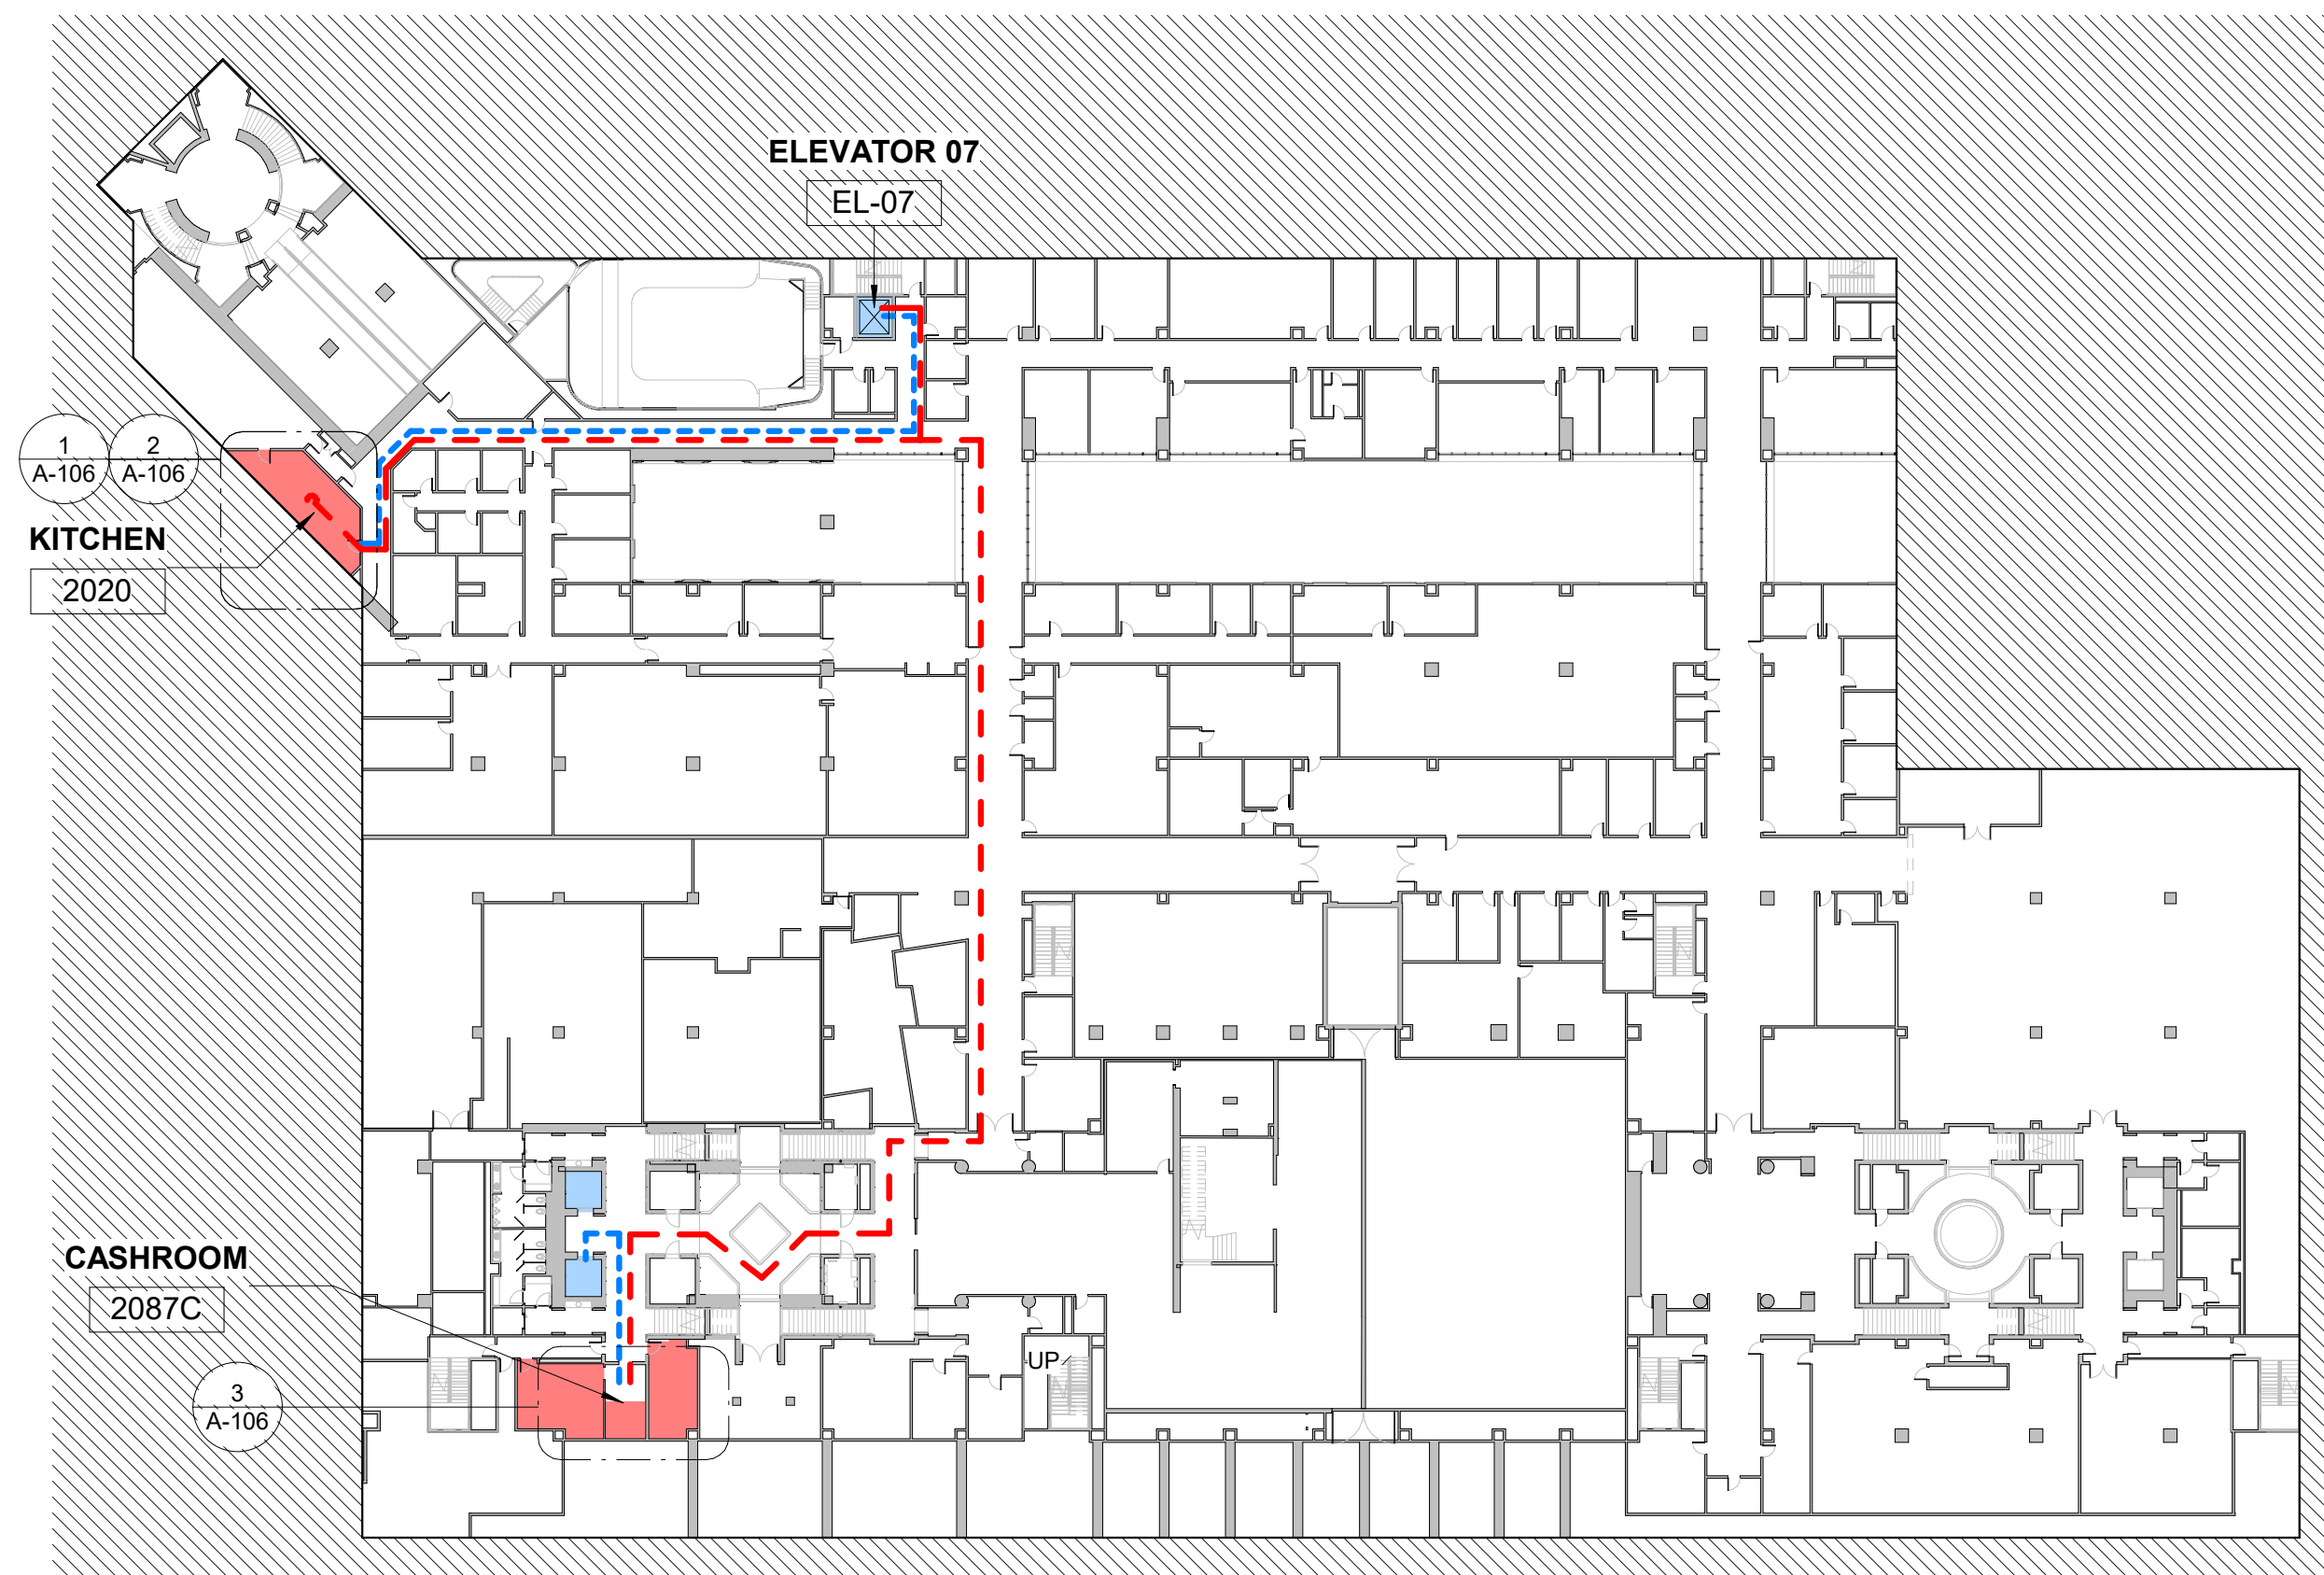 ELEVATOR 07
EL-07
1
A-106
2
A-106
KITCHEN
2020
CASHROOM
2087C
3
A-106
UP